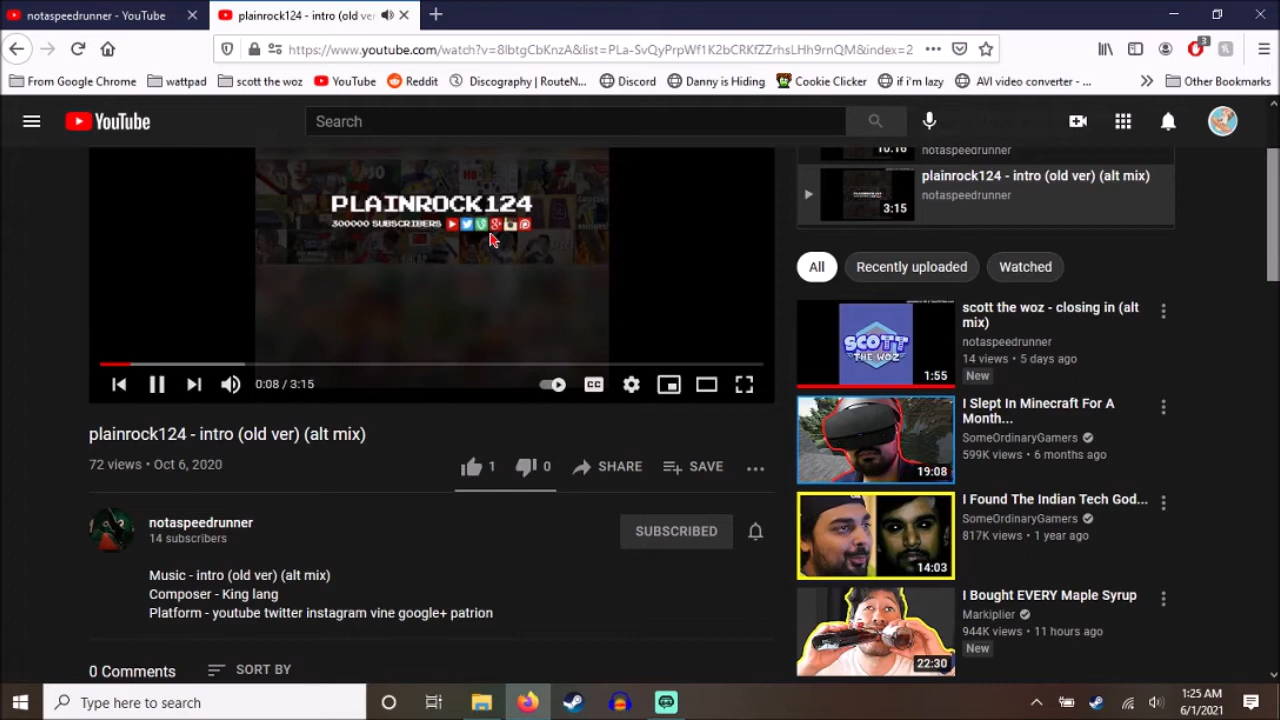 notaspeedrunner - YouTube
plainrock124 - intro (old ver)
https://www.youtube.com/watch?v=8lbtgCbKnzA&list=PLa-SvQyPrpWf1K2bCRKfZZrhsLHh9rnQM&index=2
3
From Google Chrome
wattpad
scott the woz
YouTube
Reddit
Discography | RouteN...
Discord
Danny is Hiding
Cookie Clicker
if i'm lazy
AVI video converter - ...
Other Bookmarks
YouTube
Search
PLAINROCK124
300000 SUBSCRIBERS
0:08 / 3:15
CC
plainrock124 - intro (old ver) (alt mix)
72 views • Oct 6, 2020
1
0
SHARE
SAVE
notaspeedrunner
14 subscribers
SUBSCRIBED
Music - intro (old ver) (alt mix)
Composer - King lang
Platform - youtube twitter instagram vine google+ patrion
0 Comments
SORT BY
10:16
notaspeedrunner
plainrock124 - intro (old ver) (alt mix)
notaspeedrunner
3:15
All
Recently uploaded
Watched
SCOTT
THE WOZ
1:55
scott the woz - closing in (alt
mix)
notaspeedrunner
14 views • 5 days ago
New
19:08
I Slept In Minecraft For A
Month...
SomeOrdinaryGamers
599K views • 6 months ago
14:03
I Found The Indian Tech God...
SomeOrdinaryGamers
817K views • 1 year ago
22:30
I Bought EVERY Maple Syrup
Markiplier
944K views • 11 hours ago
New
Type here to search
1:25 AM
6/1/2021